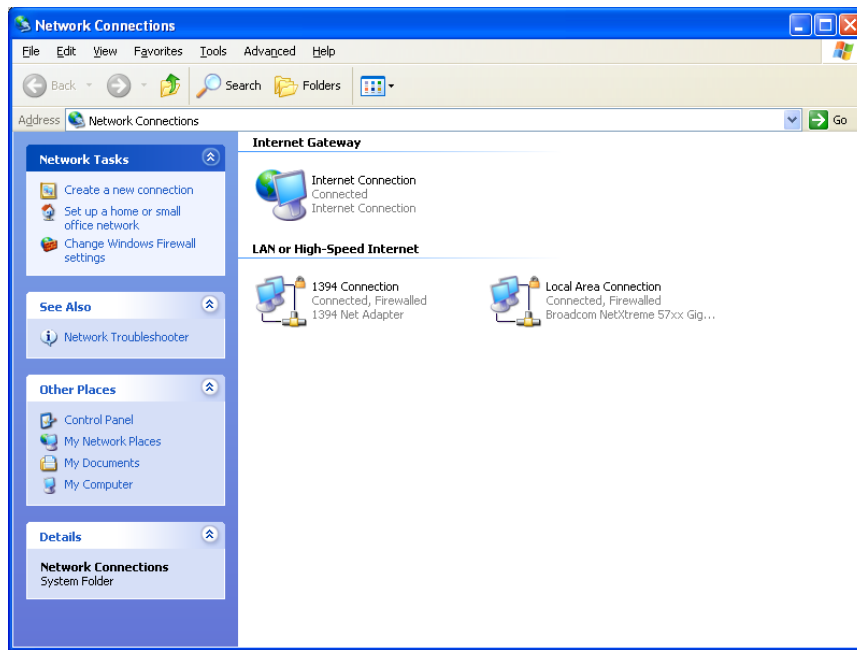 Network Connections
File Edit View Favorites Tools Advanced Help
Back Search Folders
Address Network Connections Go
Network Tasks
Create a new connection
Set up a home or small
office network
Change Windows Firewall
settings
See Also
Network Troubleshooter
Other Places
Control Panel
My Network Places
My Documents
My Computer
Details
Network Connections
System Folder
Internet Gateway
Internet Connection
Connected
Internet Connection
LAN or High-Speed Internet
1394 Connection
Connected, Firewalled
1394 Net Adapter
Local Area Connection
Connected, Firewalled
Broadcom NetXtreme 57xx Gig...